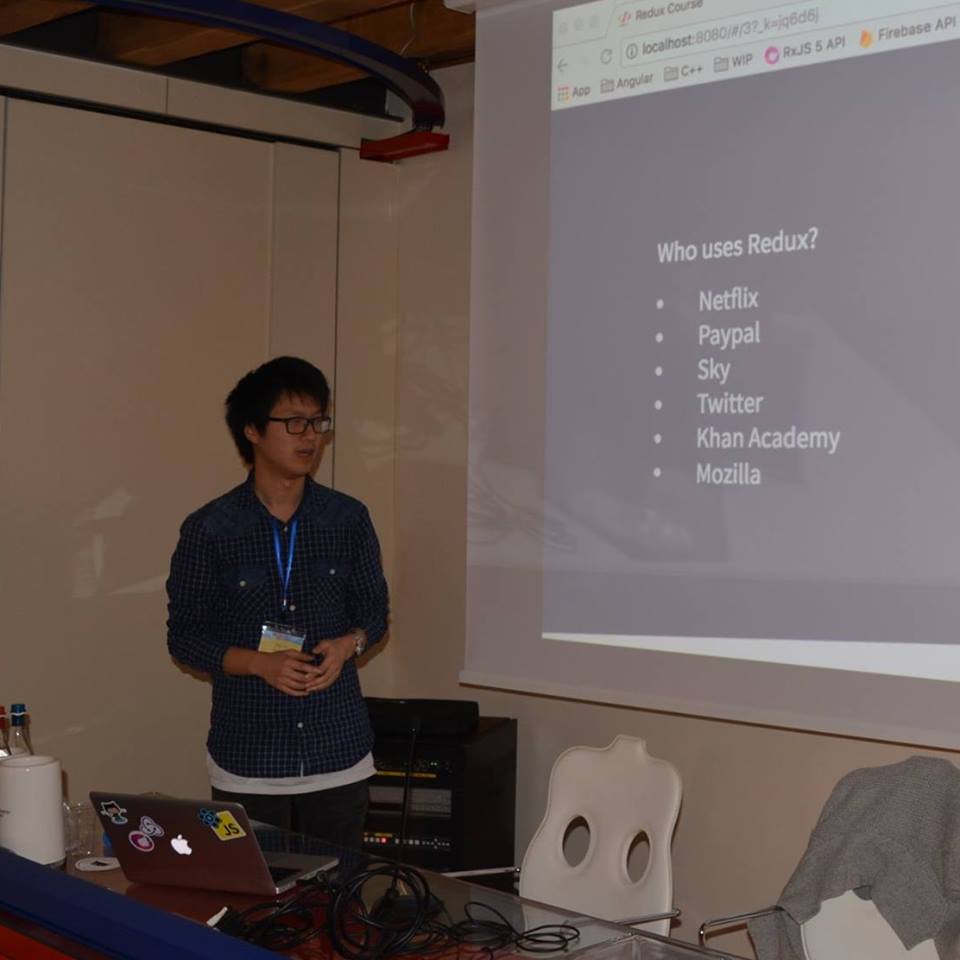 Redux Course
localhost:8080/#/3?_k=jq6d6j
App Angular C++ WIP RxJS 5 API Firebase API
Who uses Redux?
• Netflix
• Paypal
• Sky
• Twitter
• Khan Academy
• Mozilla
JS